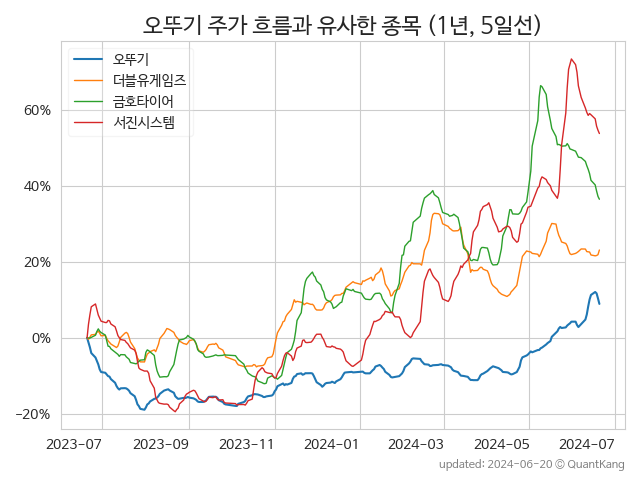 오뚜기 주가 흐름과 유사한 종목 (1년, 5일선)
오뚜기
더블유게임즈
금호타이어
서진시스템
60%
40%
20%
0%
−20%
2023-07 2023-09 2023-11 2024-01 2024-03 2024-05 2024-07
updated: 2024-06-20 © QuantKang